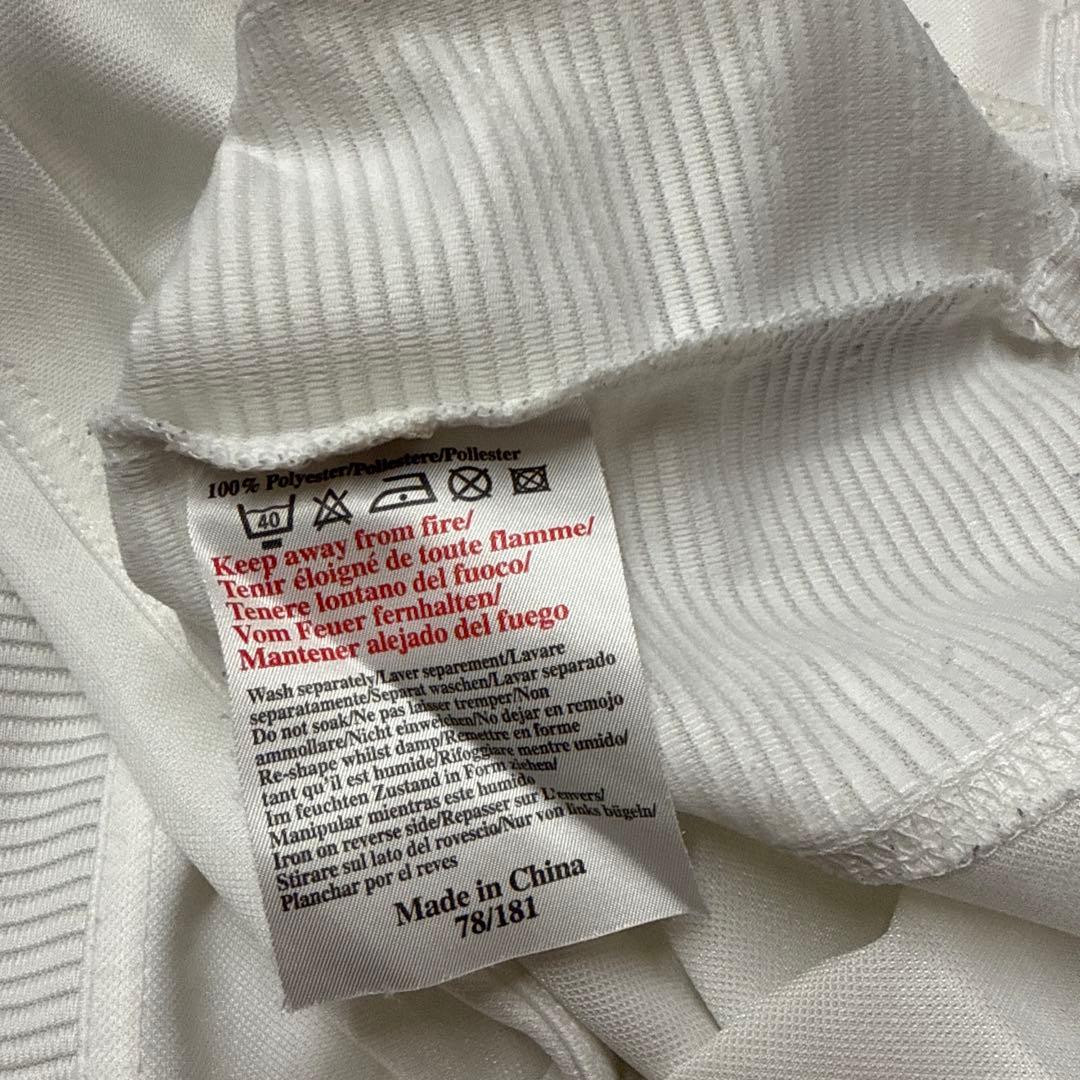 100% Polyester/Poliestere/Poliester
40
Keep away from fire/
Tenir éloigné de toute flamme/
Tenere lontano del fuoco/
Vom Feuer fernhalten/
Mantener alejado del fuego
Wash separately/Laver separement/Lavare
separatamente/Separat waschen/Lavar separado
Do not soak/Ne pas laisser tremper/Non
ammollare/Nicht einweichen/No dejar en remojo
Re-shape whilst damp/Remettre en forme
tant qu'il est humide/Rifoggiare mentre umido/
Im feuchten Zustand in Form ziehen/
Manipular mientras este humido
Iron on reverse side/Repasser sur L'envers/
Stirare sul lato del rovescio/Nur von links bügeln/
Planchar por el reves
Made in China
78/181